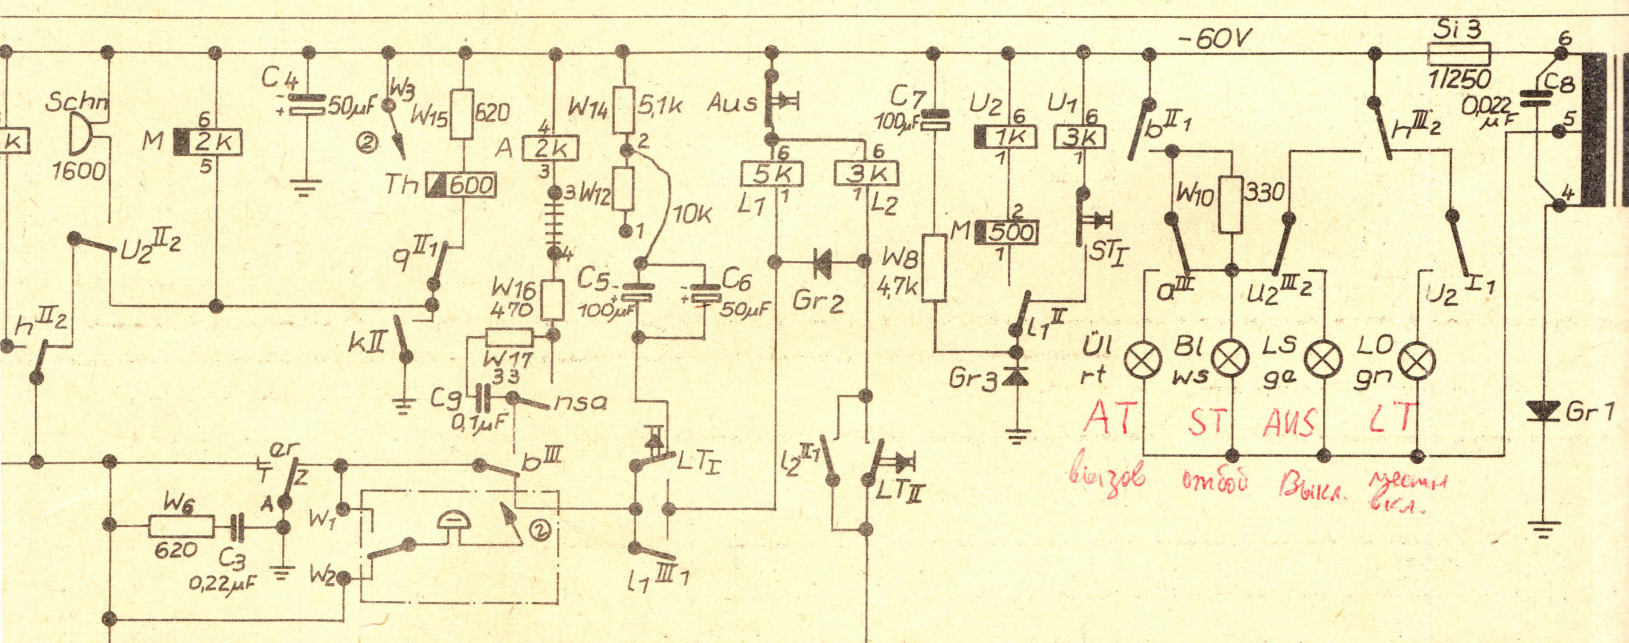 -60V
Si 3
6
1/250
C8
0,022
µF
5
4
Schn
1600
k
M
6
2k
5
C4
-
+
50µF
W3
②
W15
620
Th
600
A
4
2k
3
3
4
W14
5,1k
2
W12
1
10k
Aus
6
5k
1
L1
6
3k
1
L2
C7
100µF
U2
6
1k
1
U1
6
3k
1
bᴵᴵ1
hᴵᴵᴵ2
W10
330
U2ᴵᴵ2
qᴵᴵ1
W16
470
C5
-
+
100µF
C6
-
+
50µF
Gr2
W8
4,7k
M
2
500
1
STI
aᴵᴵᴵ
U2ᴵᴵᴵ2
U2
I1
hᴵᴵ2
kII
W17
33
C9
0,1µF
nsa
l1ᴵᴵ
Gr3
Ül
rt
Bl
ws
LS
ge
LO
gn
Gr1
AT
ST
AUS
LT
вызов
отбой
Выкл.
вкл.
er
T
Z
A
bᴵᴵᴵ
LTI
l2ᴵᴵ1
LTII
W6
620
C3
0,22µF
W1
W2
②
l1ᴵᴵᴵ1